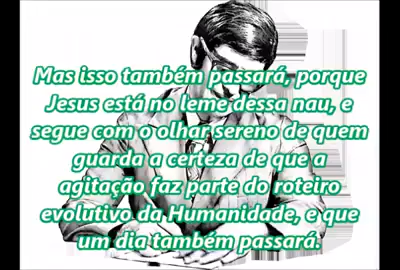 Mas isso também passará, porque
Jesus está no leme dessa nau, e
segue com o olhar sereno de quem
guarda a certeza de que a
agitação faz parte do roteiro
evolutivo da Humanidade, e que
um dia também passará.